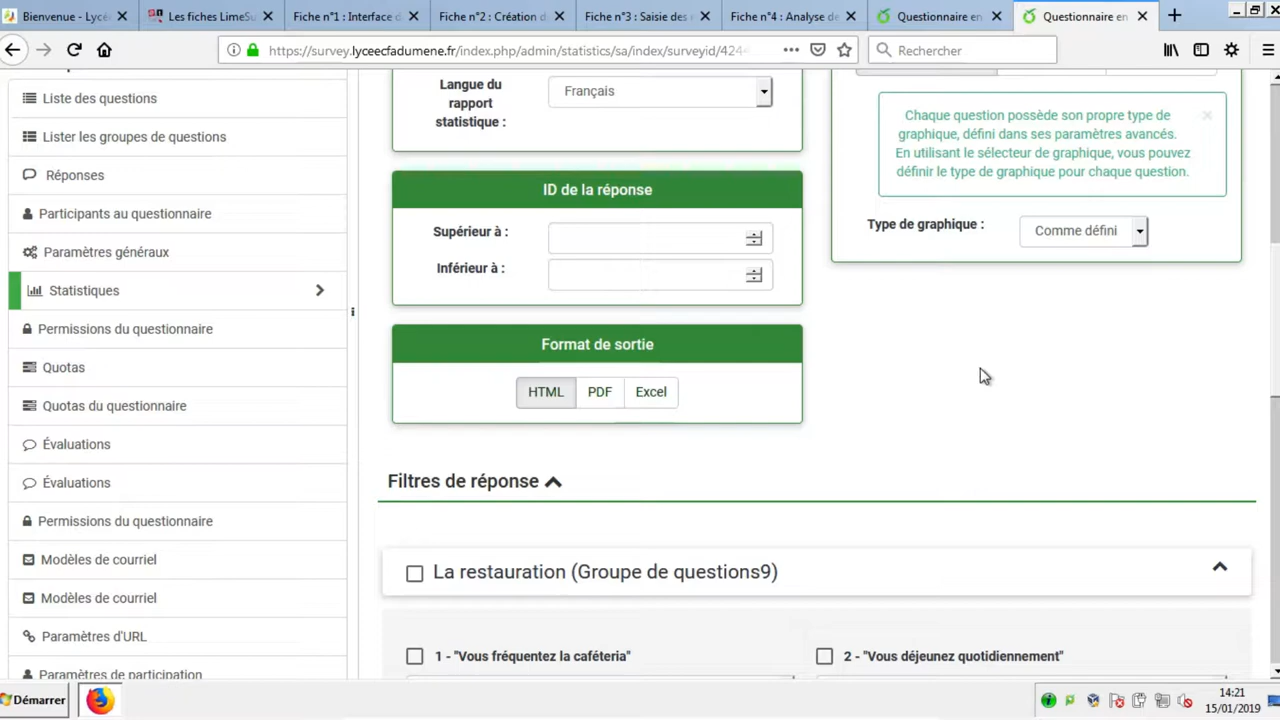 Bienvenue - Lycé
Les fiches LimeSu
Fiche n°1 : Interface d
Fiche n°2 : Création d
Fiche n°3 : Saisie des
Fiche n°4 : Analyse de
Questionnaire en
Questionnaire en
https://survey.lyceecfadumene.fr/index.php/admin/statistics/sa/index/surveyid/4244
Rechercher
Liste des questions
Lister les groupes de questions
Réponses
Participants au questionnaire
Paramètres généraux
Statistiques
Permissions du questionnaire
Quotas
Quotas du questionnaire
Évaluations
Évaluations
Permissions du questionnaire
Modèles de courriel
Modèles de courriel
Paramètres d'URL
Paramètres de participation
Langue du
rapport
statistique :
Français
ID de la réponse
Supérieur à :
Inférieur à :
Format de sortie
HTML PDF Excel
Chaque question possède son propre type de
graphique, défini dans ses paramètres avancés.
En utilisant le sélecteur de graphique, vous pouvez
définir le type de graphique pour chaque question.
Type de graphique :
Comme défini
Filtres de réponse
La restauration (Groupe de questions9)
1 - "Vous fréquentez la caféteria"
2 - "Vous déjeunez quotidiennement"
Démarrer
14:21
15/01/2019